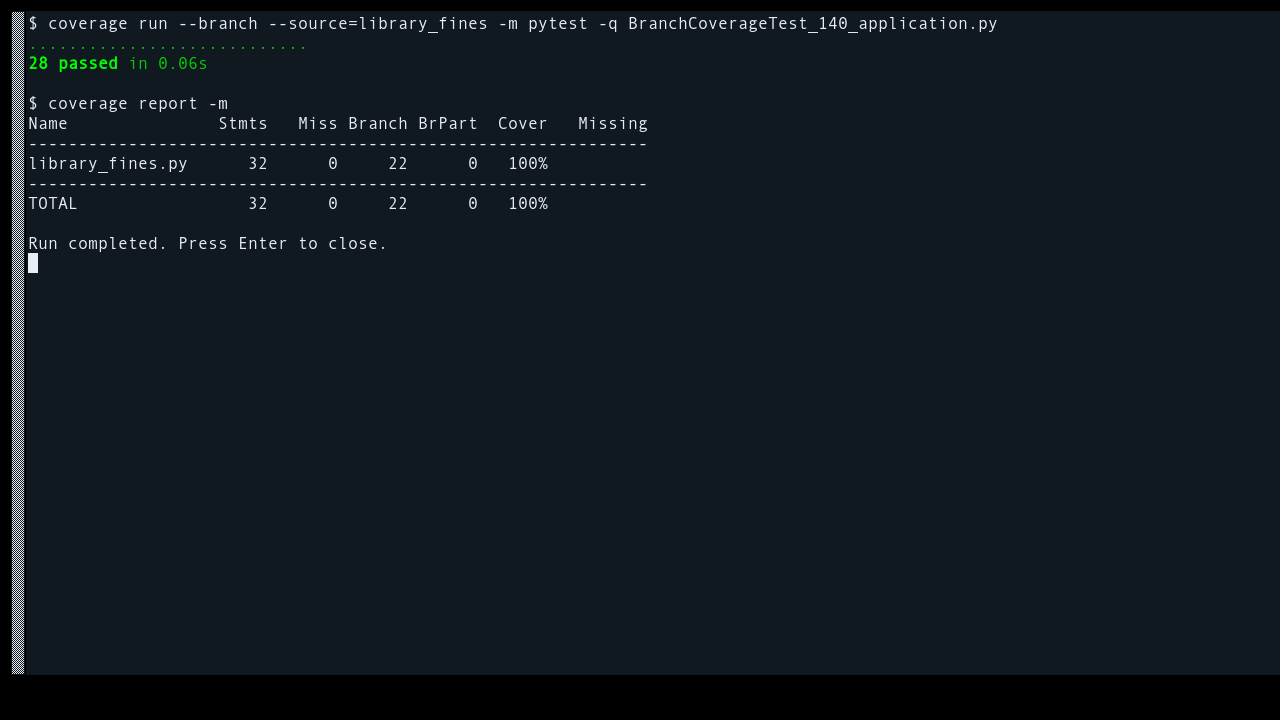 $ coverage run --branch --source=library_fines -m pytest -q BranchCoverageTest_140_application.py
............................
28 passed in 0.06s
$ coverage report -m
Name               Stmts   Miss Branch BrPart  Cover   Missing
--------------------------------------------------------------
library_fines.py      32      0     22      0   100%
--------------------------------------------------------------
TOTAL                 32      0     22      0   100%
Run completed. Press Enter to close.